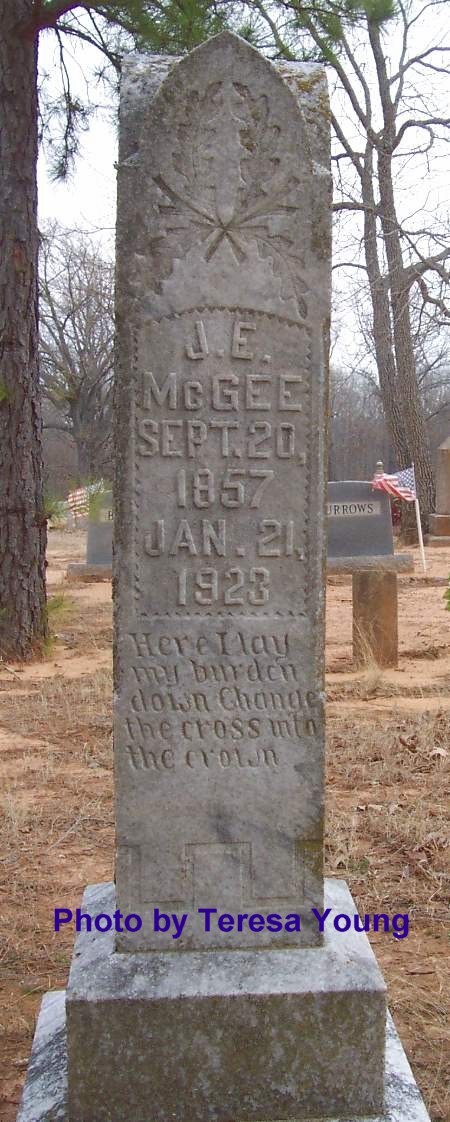 J.E.
McGEE
SEPT. 20,
1857
JAN. 21,
1923
Here I lay
my burden
down Change
the cross into
the crown
URROWS
Photo by Teresa Young